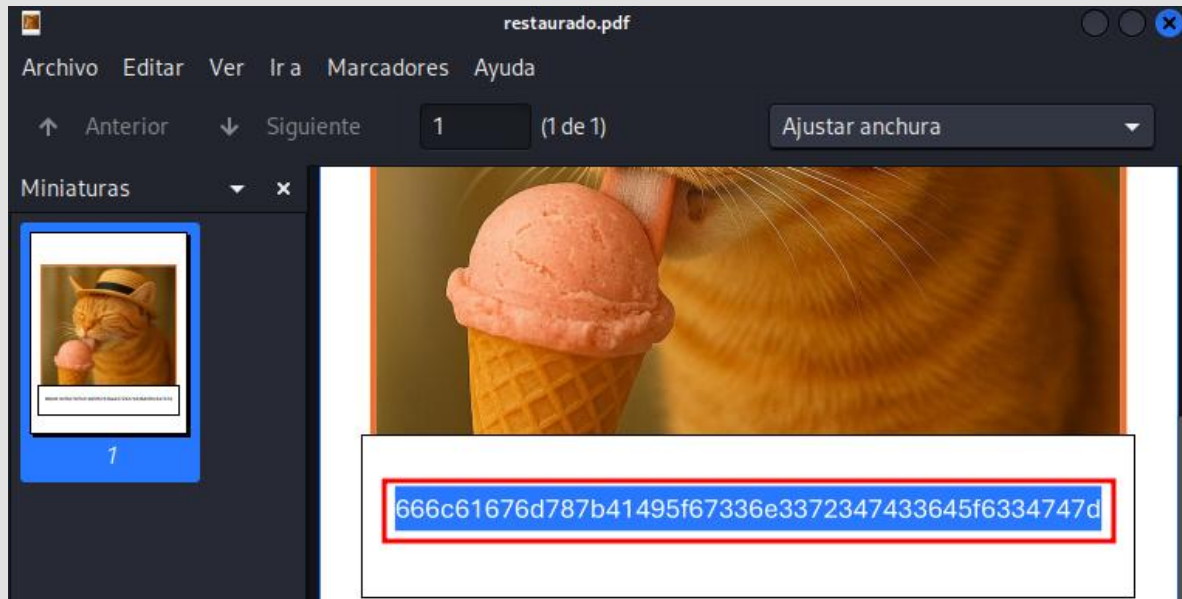 restaurado.pdf
Archivo Editar Ver Ir a Marcadores Ayuda
Anterior Siguiente 1 (1 de 1) Ajustar anchura
Miniaturas
1
666c61676d787b41495f67336e3372347433645f6334747d